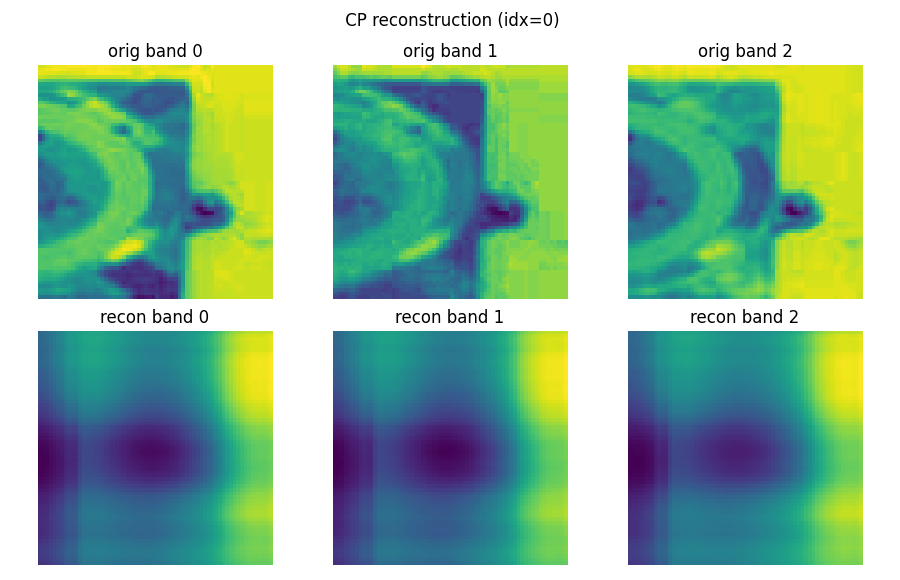 CP reconstruction (idx=0)
orig band 0
orig band 1
orig band 2
recon band 0
recon band 1
recon band 2